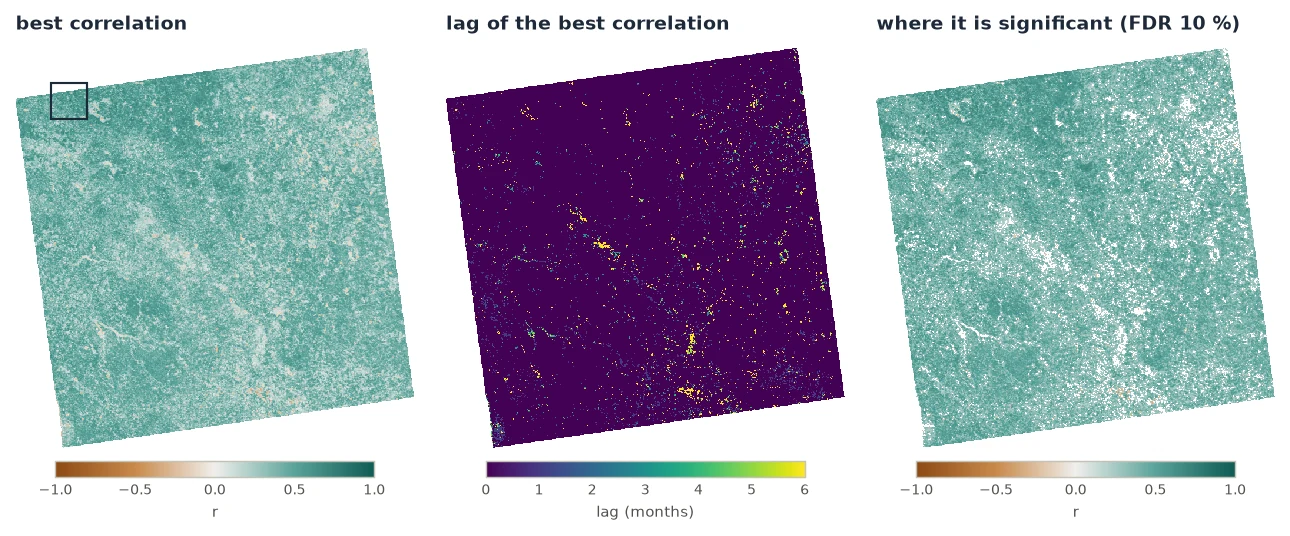 best correlation
lag of the best correlation
where it is significant (FDR 10 %)
−1.0 −0.5 0.0 0.5 1.0
r
0 1 2 3 4 5 6
lag (months)
−1.0 −0.5 0.0 0.5 1.0
r